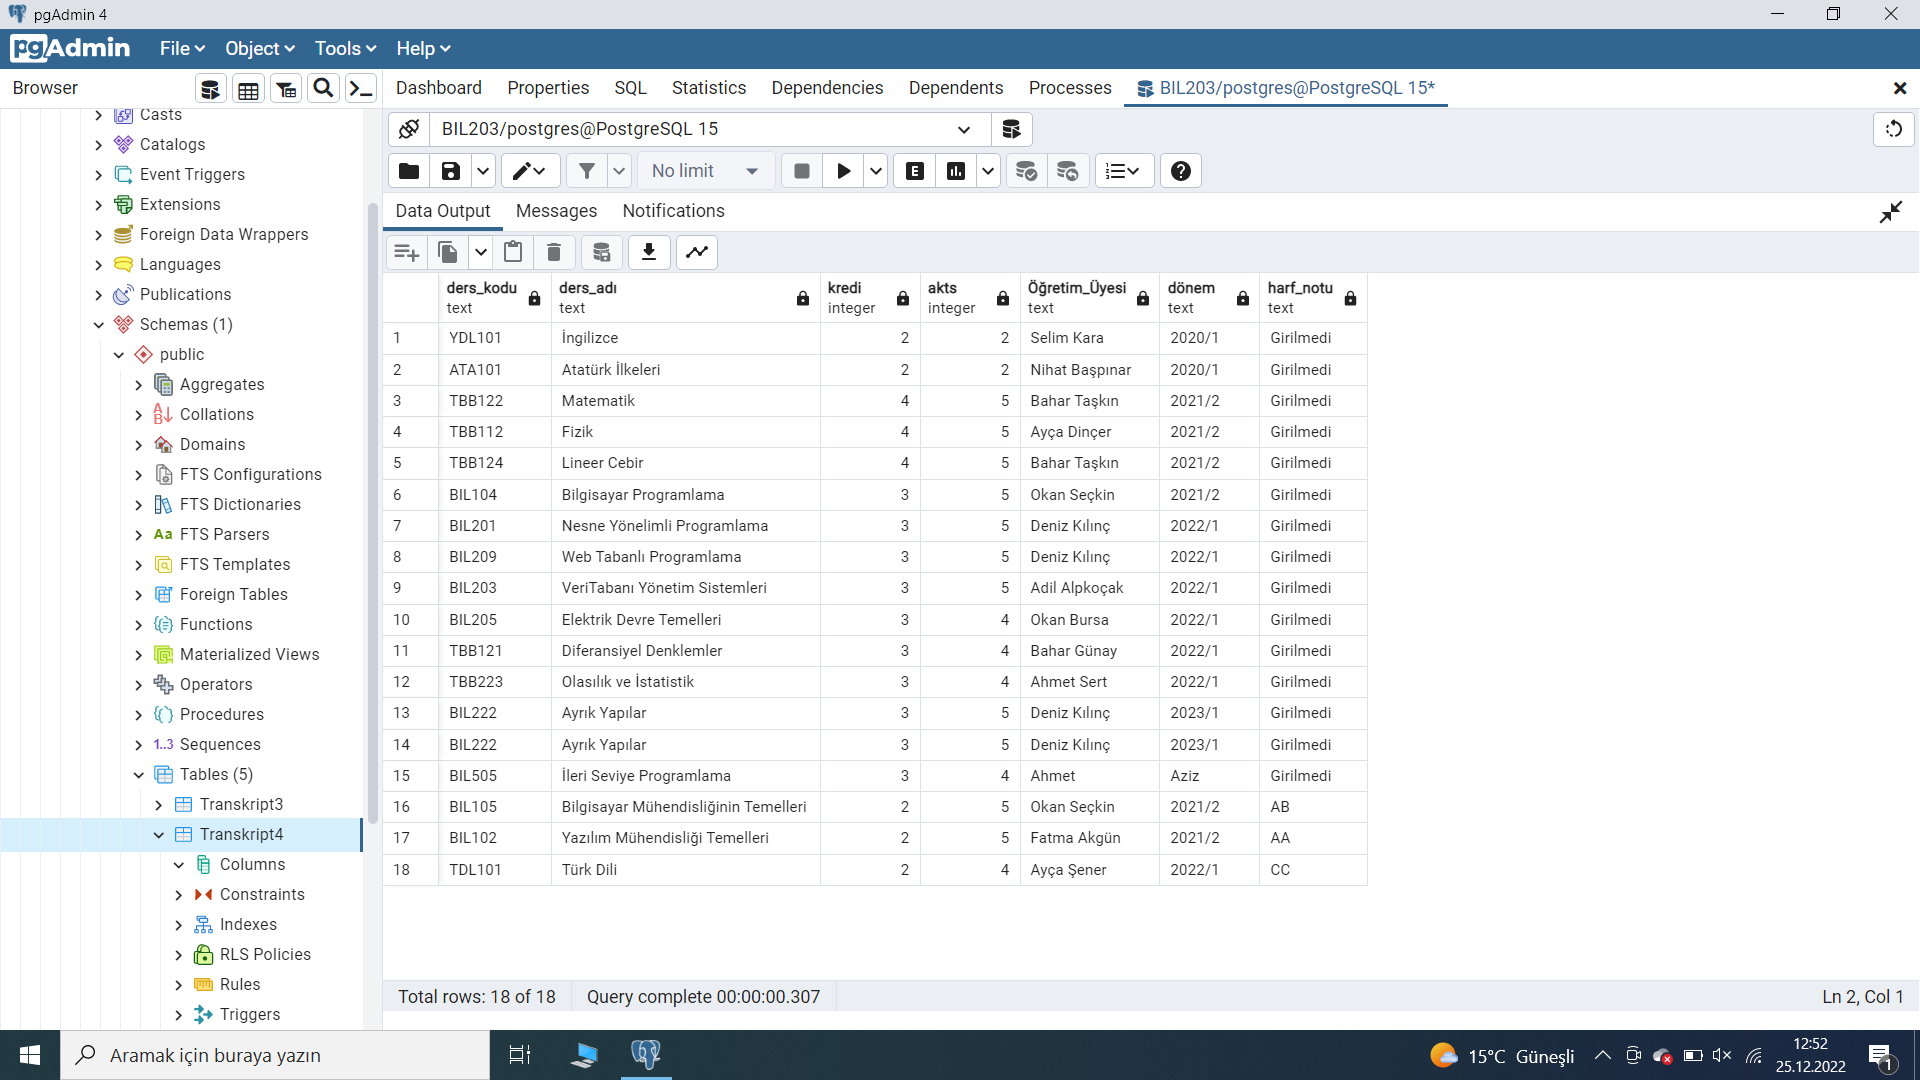 pgAdmin 4
pgAdmin File Object Tools Help
Browser Dashboard Properties SQL Statistics Dependencies Dependents Processes BIL203/postgres@PostgreSQL 15*
Casts
Catalogs
Event Triggers
Extensions
Foreign Data Wrappers
Languages
Publications
Schemas (1)
public
Aggregates
Collations
Domains
FTS Configurations
FTS Dictionaries
Aa FTS Parsers
FTS Templates
Foreign Tables
Functions
Materialized Views
Operators
Procedures
1..3 Sequences
Tables (5)
Transkript3
Transkript4
Columns
Constraints
Indexes
RLS Policies
Rules
Triggers
BIL203/postgres@PostgreSQL 15
No limit E
Data Output Messages Notifications
ders_kodu ders_adı kredi akts Öğretim_Üyesi dönem harf_notu
text text integer integer text text text
1 YDL101 İngilizce 2 2 Selim Kara 2020/1 Girilmedi
2 ATA101 Atatürk İlkeleri 2 2 Nihat Başpınar 2020/1 Girilmedi
3 TBB122 Matematik 4 5 Bahar Taşkın 2021/2 Girilmedi
4 TBB112 Fizik 4 5 Ayça Dinçer 2021/2 Girilmedi
5 TBB124 Lineer Cebir 4 5 Bahar Taşkın 2021/2 Girilmedi
6 BIL104 Bilgisayar Programlama 3 5 Okan Seçkin 2021/2 Girilmedi
7 BIL201 Nesne Yönelimli Programlama 3 5 Deniz Kılınç 2022/1 Girilmedi
8 BIL209 Web Tabanlı Programlama 3 5 Deniz Kılınç 2022/1 Girilmedi
9 BIL203 VeriTabanı Yönetim Sistemleri 3 5 Adil Alpkoçak 2022/1 Girilmedi
10 BIL205 Elektrik Devre Temelleri 3 4 Okan Bursa 2022/1 Girilmedi
11 TBB121 Diferansiyel Denklemler 3 4 Bahar Günay 2022/1 Girilmedi
12 TBB223 Olasılık ve İstatistik 3 4 Ahmet Sert 2022/1 Girilmedi
13 BIL222 Ayrık Yapılar 3 5 Deniz Kılınç 2023/1 Girilmedi
14 BIL222 Ayrık Yapılar 3 5 Deniz Kılınç 2023/1 Girilmedi
15 BIL505 İleri Seviye Programlama 3 4 Ahmet Aziz Girilmedi
16 BIL105 Bilgisayar Mühendisliğinin Temelleri 2 5 Okan Seçkin 2021/2 AB
17 BIL102 Yazılım Mühendisliği Temelleri 2 5 Fatma Akgün 2021/2 AA
18 TDL101 Türk Dili 2 4 Ayça Şener 2022/1 CC
Total rows: 18 of 18 Query complete 00:00:00.307 Ln 2, Col 1
Aramak için buraya yazın 15°C Güneşli 12:52
25.12.2022 1